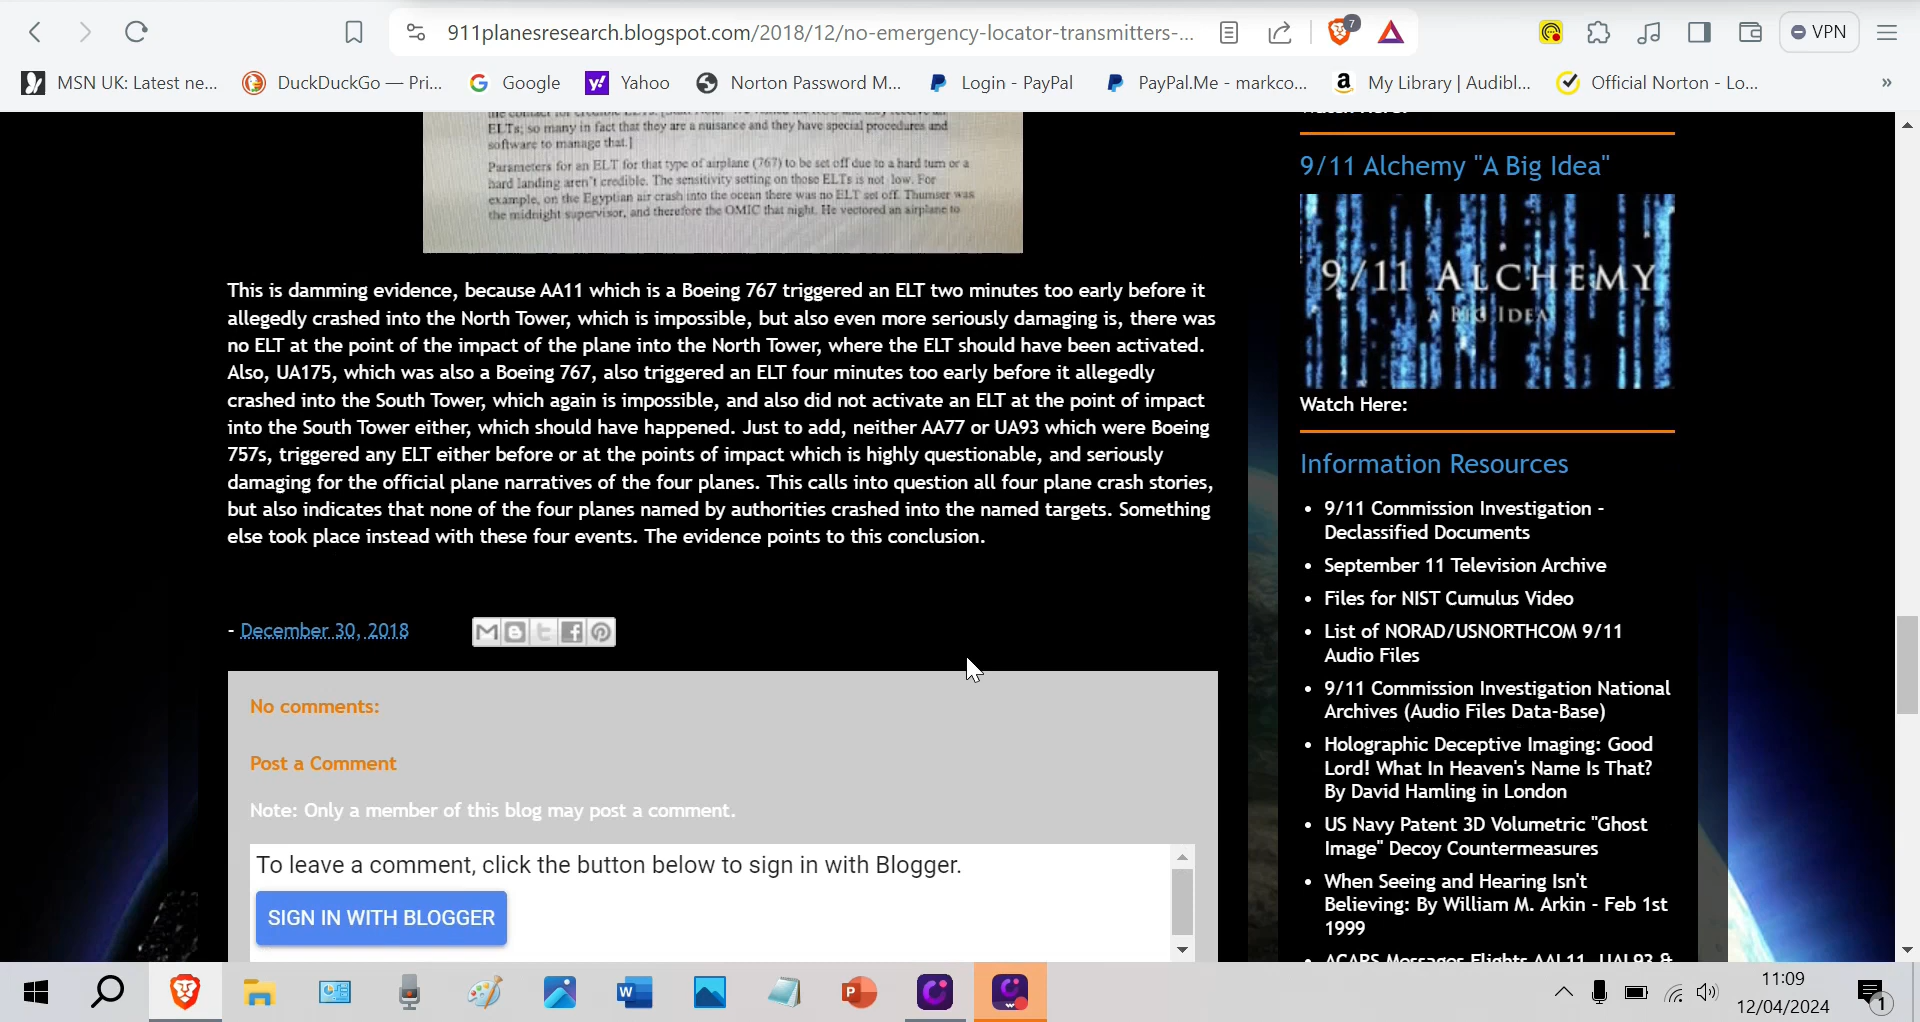 911planesresearch.blogspot.com/2018/12/no-emergency-locator-transmitters-...
7
VPN
MSN UK: Latest ne...
DuckDuckGo — Pri...
Google
Yahoo
Norton Password M...
Login - PayPal
PayPal.Me - markco...
My Library | Audibl...
Official Norton - Lo...
»
ELTs; so many in fact that they are a nuisance and they have special procedures and
software to manage that.]
Parameters for an ELT for that type of airplane (767) to be set off due to a hard turn or a
hard landing aren't credible. The sensitivity setting on those ELTs is not low. For
example, on the Egyptian air crash into the ocean there was no ELT set off. Thumser was
the midnight supervisor, and therefore the OMIC that night. He vectored an airplane to
This is damming evidence, because AA11 which is a Boeing 767 triggered an ELT two minutes too early before it
allegedly crashed into the North Tower, which is impossible, but also even more seriously damaging is, there was
no ELT at the point of the impact of the plane into the North Tower, where the ELT should have been activated.
Also, UA175, which was also a Boeing 767, also triggered an ELT four minutes too early before it allegedly
crashed into the South Tower, which again is impossible, and also did not activate an ELT at the point of impact
into the South Tower either, which should have happened. Just to add, neither AA77 or UA93 which were Boeing
757s, triggered any ELT either before or at the points of impact which is highly questionable, and seriously
damaging for the official plane narratives of the four planes. This calls into question all four plane crash stories,
but also indicates that none of the four planes named by authorities crashed into the named targets. Something
else took place instead with these four events. The evidence points to this conclusion.
- December 30, 2018
No comments:
Post a Comment
Note: Only a member of this blog may post a comment.
To leave a comment, click the button below to sign in with Blogger.
SIGN IN WITH BLOGGER
9/11 Alchemy "A Big Idea"
9/11 ALCHEMY
A BIG IDEA
Watch Here:
Information Resources
• 9/11 Commission Investigation -
Declassified Documents
• September 11 Television Archive
• Files for NIST Cumulus Video
• List of NORAD/USNORTHCOM 9/11
Audio Files
• 9/11 Commission Investigation National
Archives (Audio Files Data-Base)
• Holographic Deceptive Imaging: Good
Lord! What In Heaven's Name Is That?
By David Hamling in London
• US Navy Patent 3D Volumetric "Ghost
Image" Decoy Countermeasures
• When Seeing and Hearing Isn't
Believing: By William M. Arkin - Feb 1st
1999
• ACARS Messages Flights AAL11, UAL93 &
11:09
12/04/2024
1